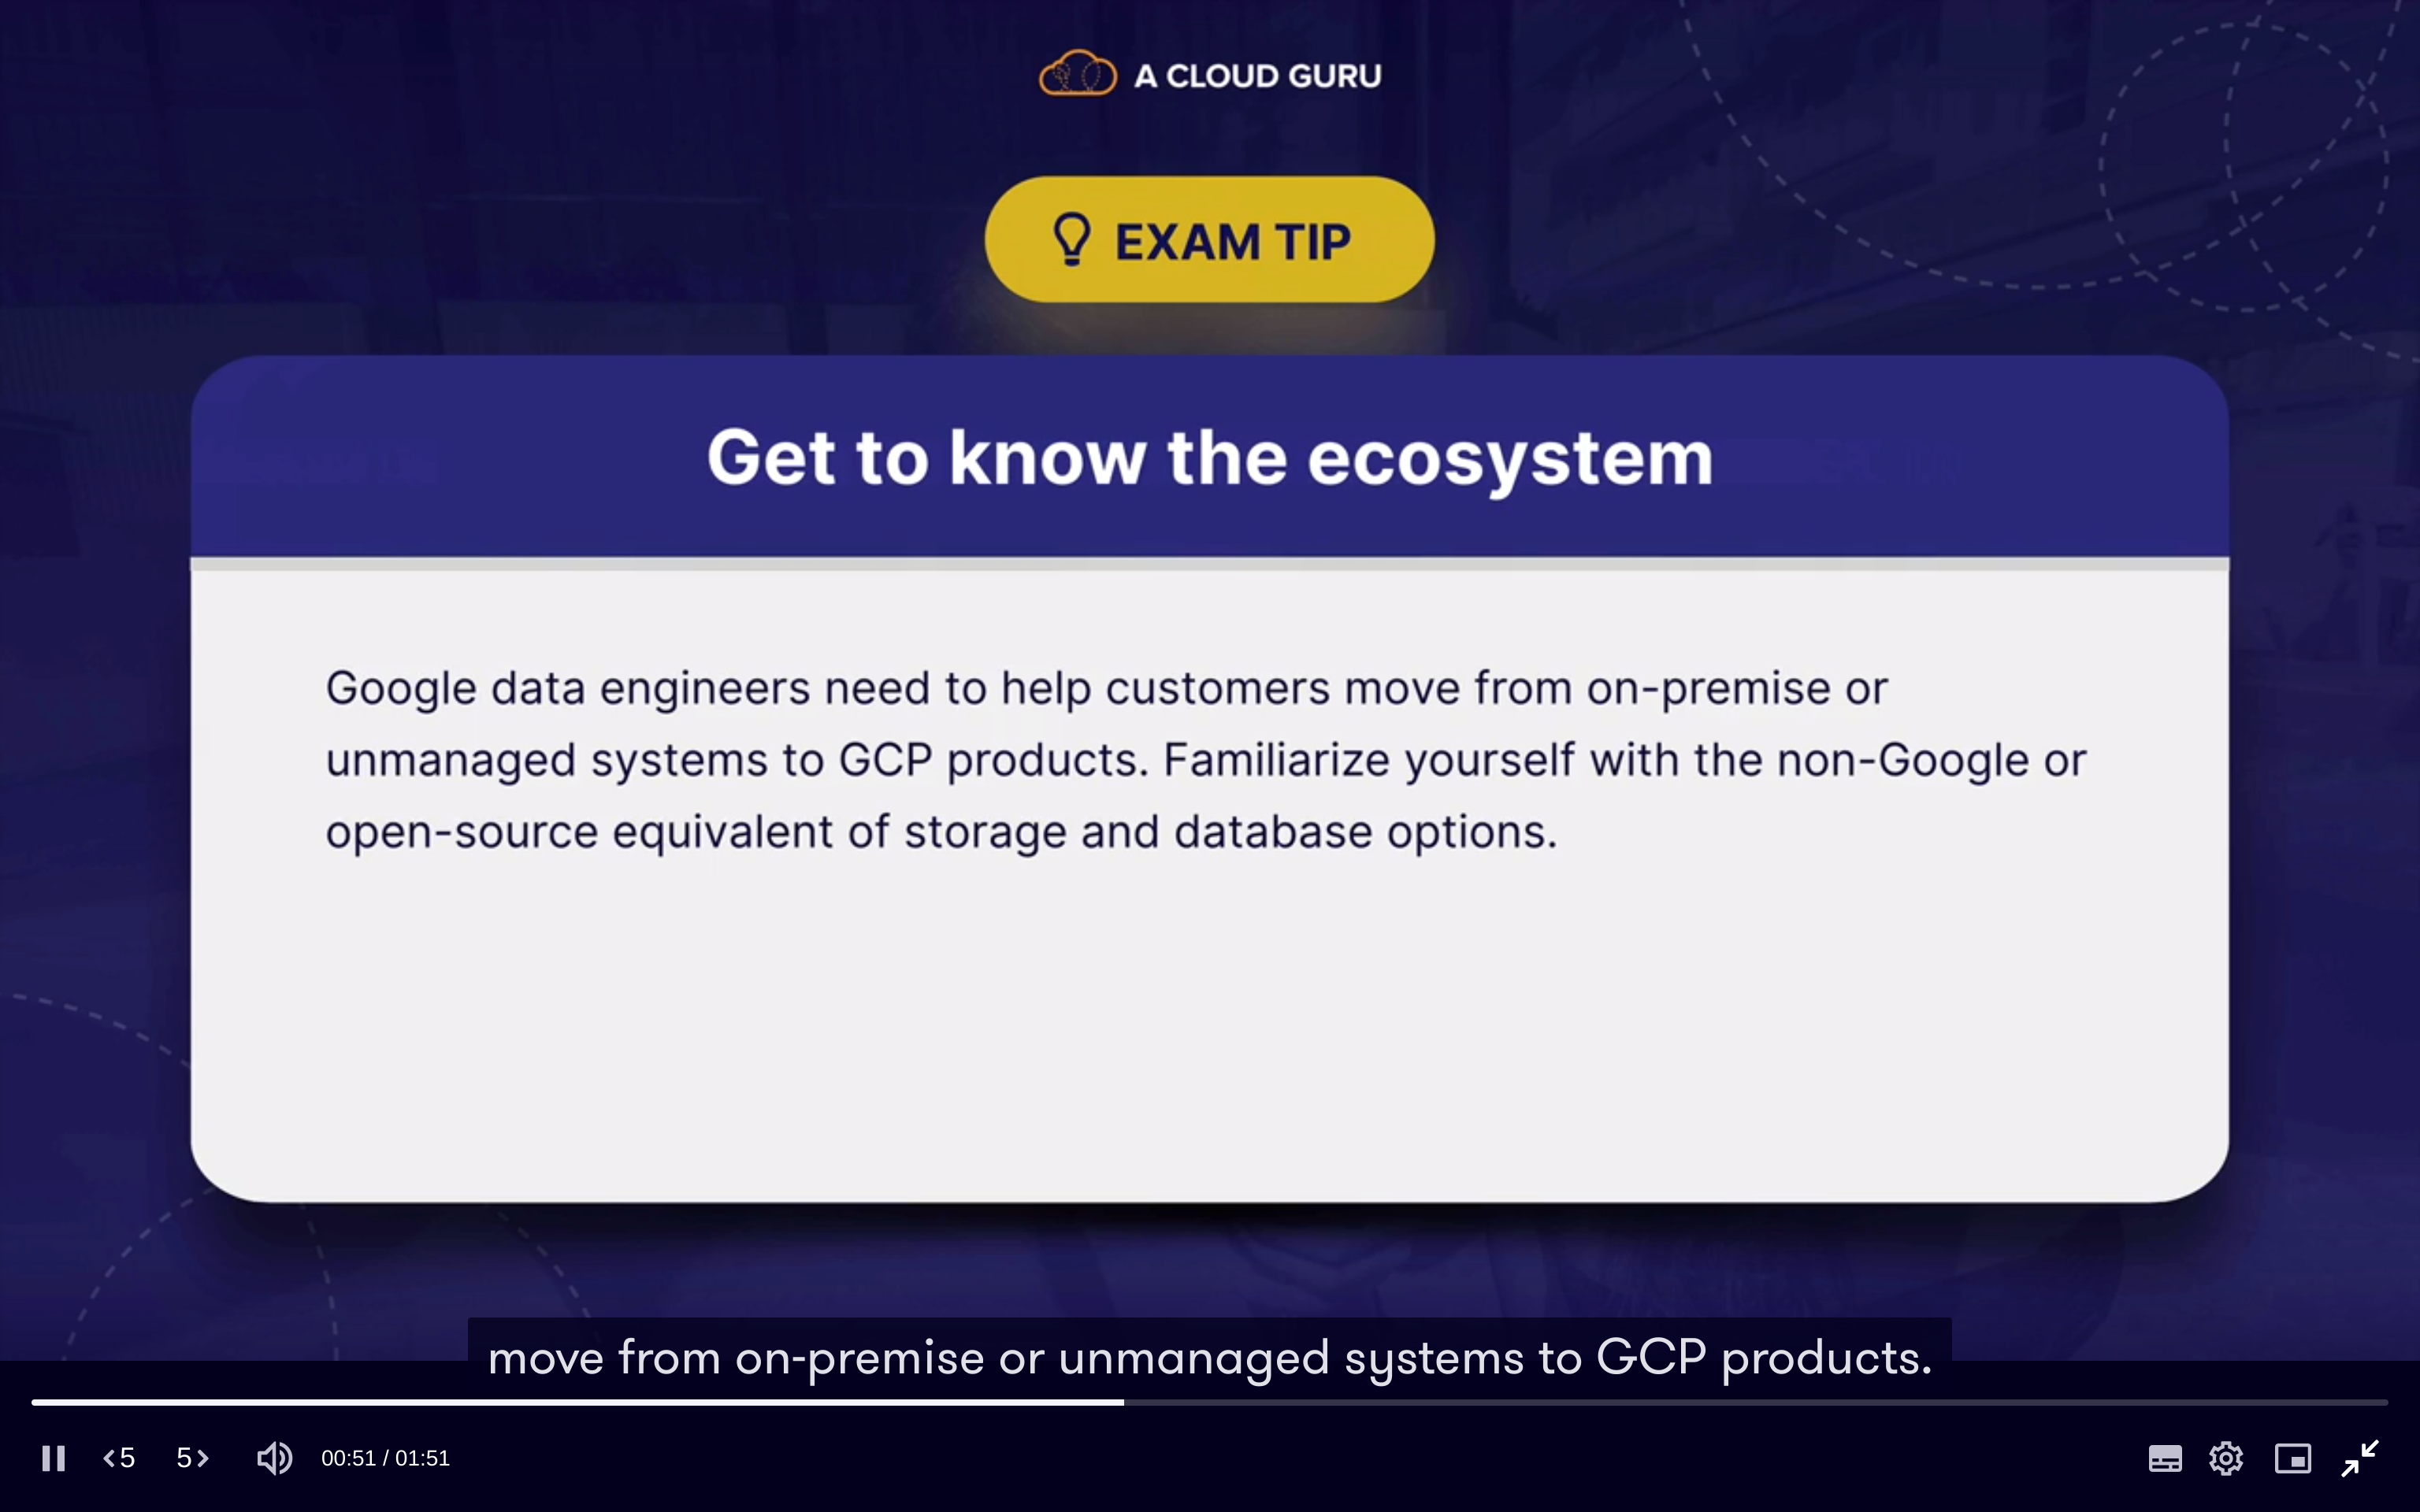 A CLOUD GURU
EXAM TIP
Get to know the ecosystem
Google data engineers need to help customers move from on-premise or
unmanaged systems to GCP products. Familiarize yourself with the non-Google or
open-source equivalent of storage and database options.
move from on-premise or unmanaged systems to GCP products.
<5 5> 00:51 / 01:51